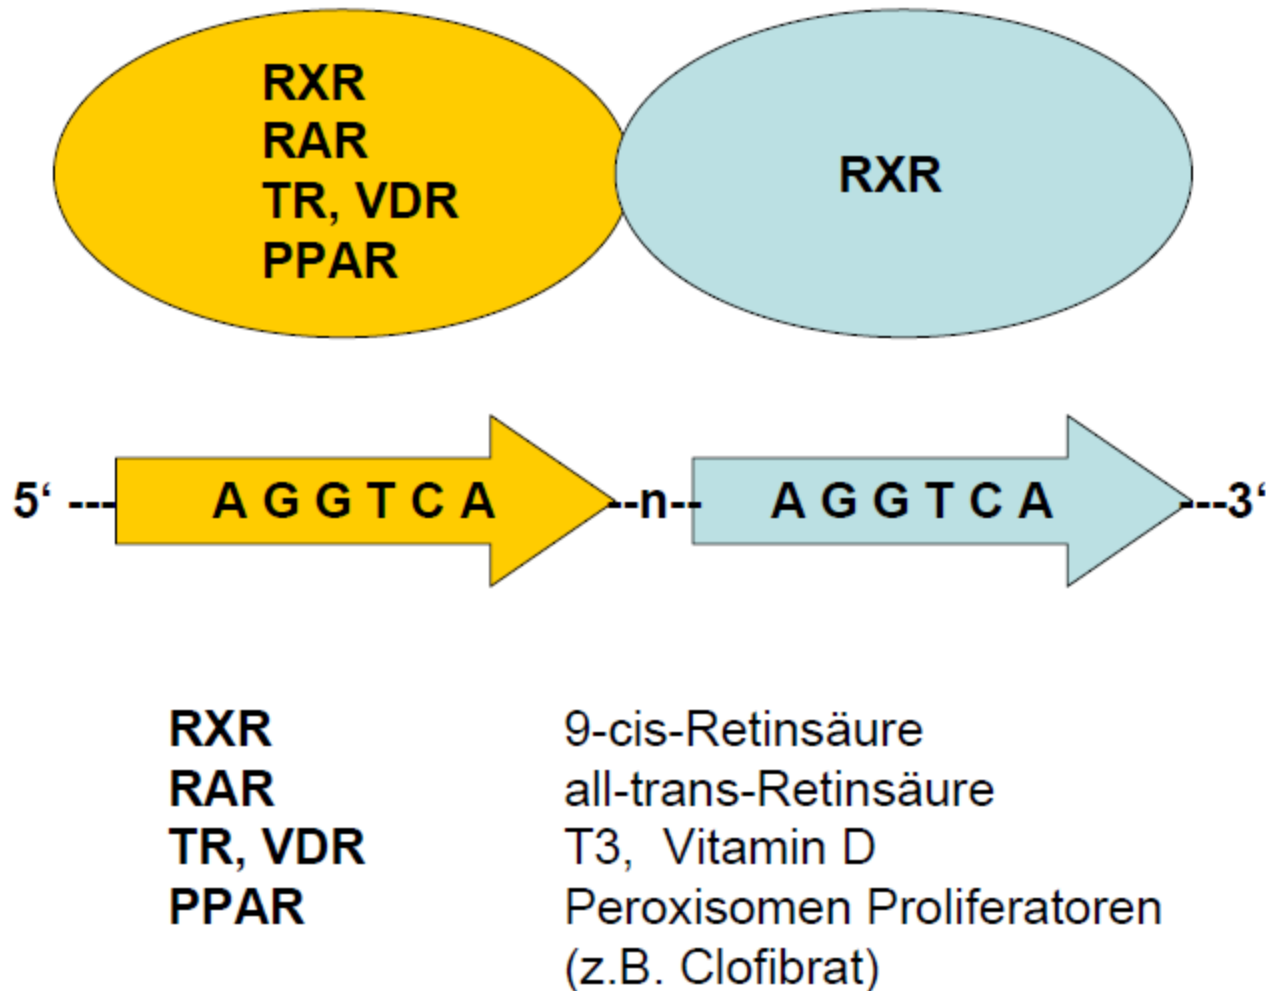 RXR
RAR
TR, VDR
PPAR
RXR
5‘ --- A G G T C A --n-- A G G T C A ---3‘
RXR 9-cis-Retinsäure
RAR all-trans-Retinsäure
TR, VDR T3, Vitamin D
PPAR Peroxisomen Proliferatoren
(z.B. Clofibrat)